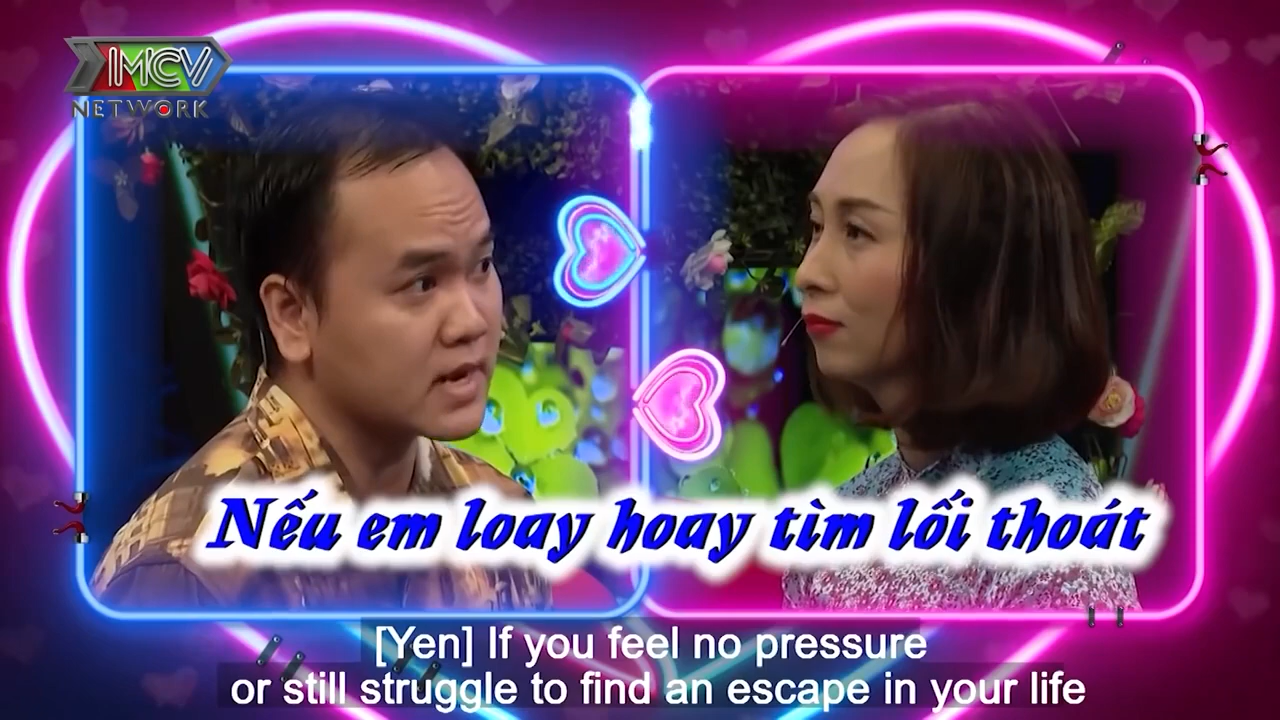 MCV
NETWORK
Nếu em loay hoay tìm lối thoát
[Yen] If you feel no pressure
or still struggle to find an escape in your life